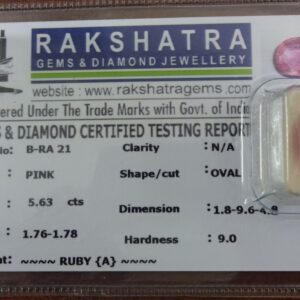 RAKSHATRA
GEMS & DIAMOND JEWELLERY
website : www.rakshatragems.com
ered Under The Trade Marks with Govt. of Indi
S & DIAMOND CERTIFIED TESTING REPORT
o: B-RA 21 Clarity N/A
PINK Shape/cut OVAL
5.63 cts Dimension 1.8-9.6-4.8
1.76-1.78 Hardness 9.0
nt: ~~~~ RUBY {A} ~~~~